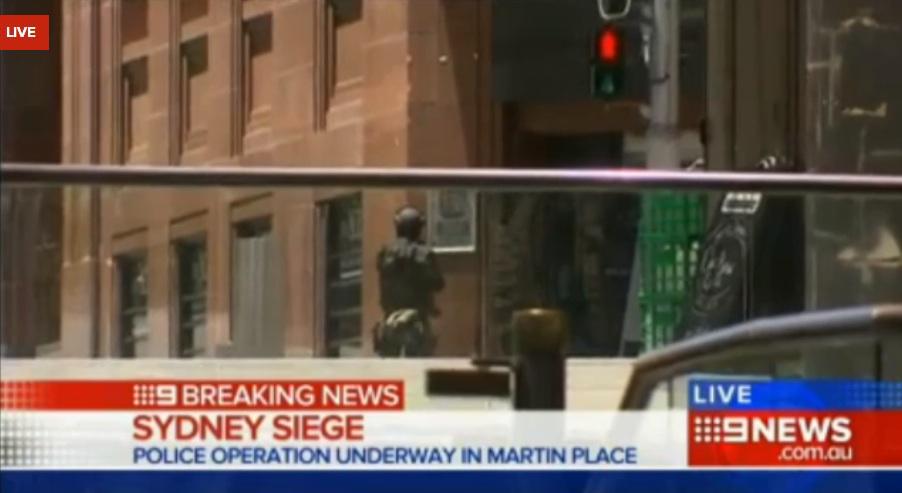 LIVE
9 BREAKING NEWS
SYDNEY SIEGE
POLICE OPERATION UNDERWAY IN MARTIN PLACE
LIVE
9NEWS
.com.au